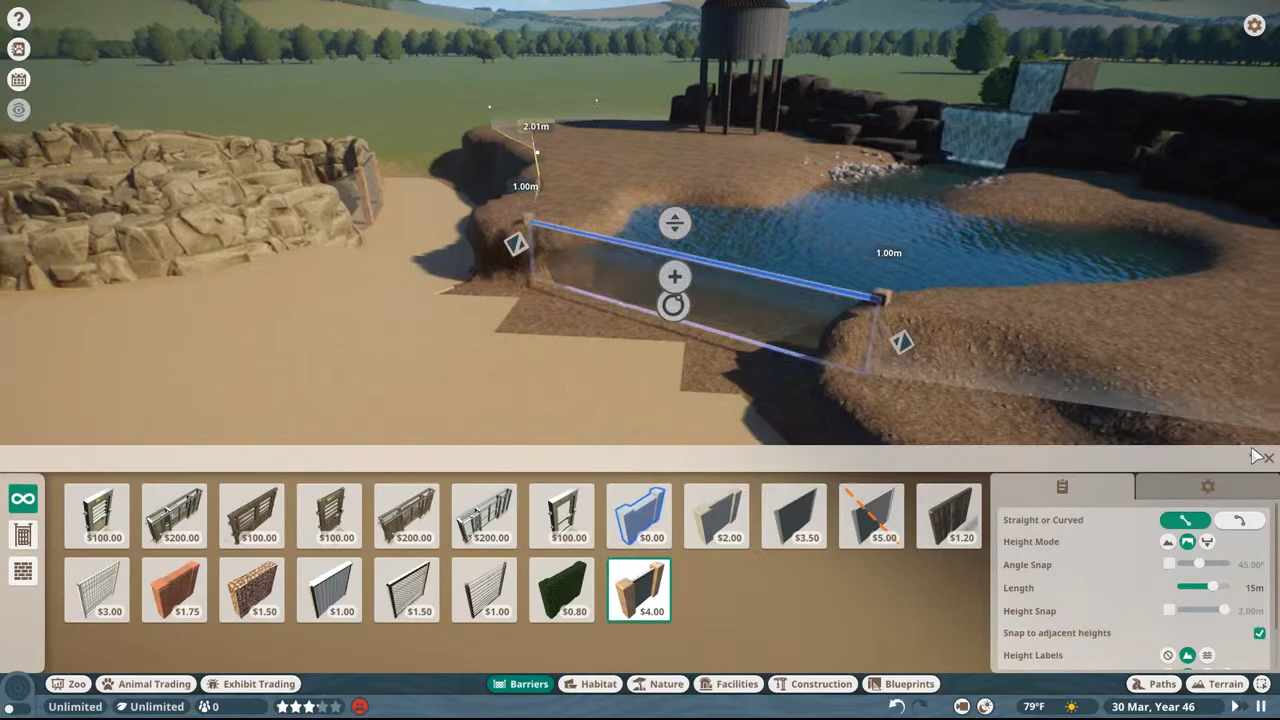 ?
2.01m
1.00m
1.00m
$100.00 $200.00 $100.00 $100.00 $200.00 $200.00 $100.00 $0.00 $2.00 $3.50 $5.00 $1.20
$3.00 $1.75 $1.50 $1.00 $1.50 $1.00 $0.80 $4.00
Straight or Curved
Height Mode
Angle Snap 45.00°
Length 15m
Height Snap 2.00m
Snap to adjacent heights
Height Labels
Zoo Animal Trading Exhibit Trading Barriers Habitat Nature Facilities Construction Blueprints Paths Terrain
Unlimited Unlimited 0 79°F 30 Mar, Year 46